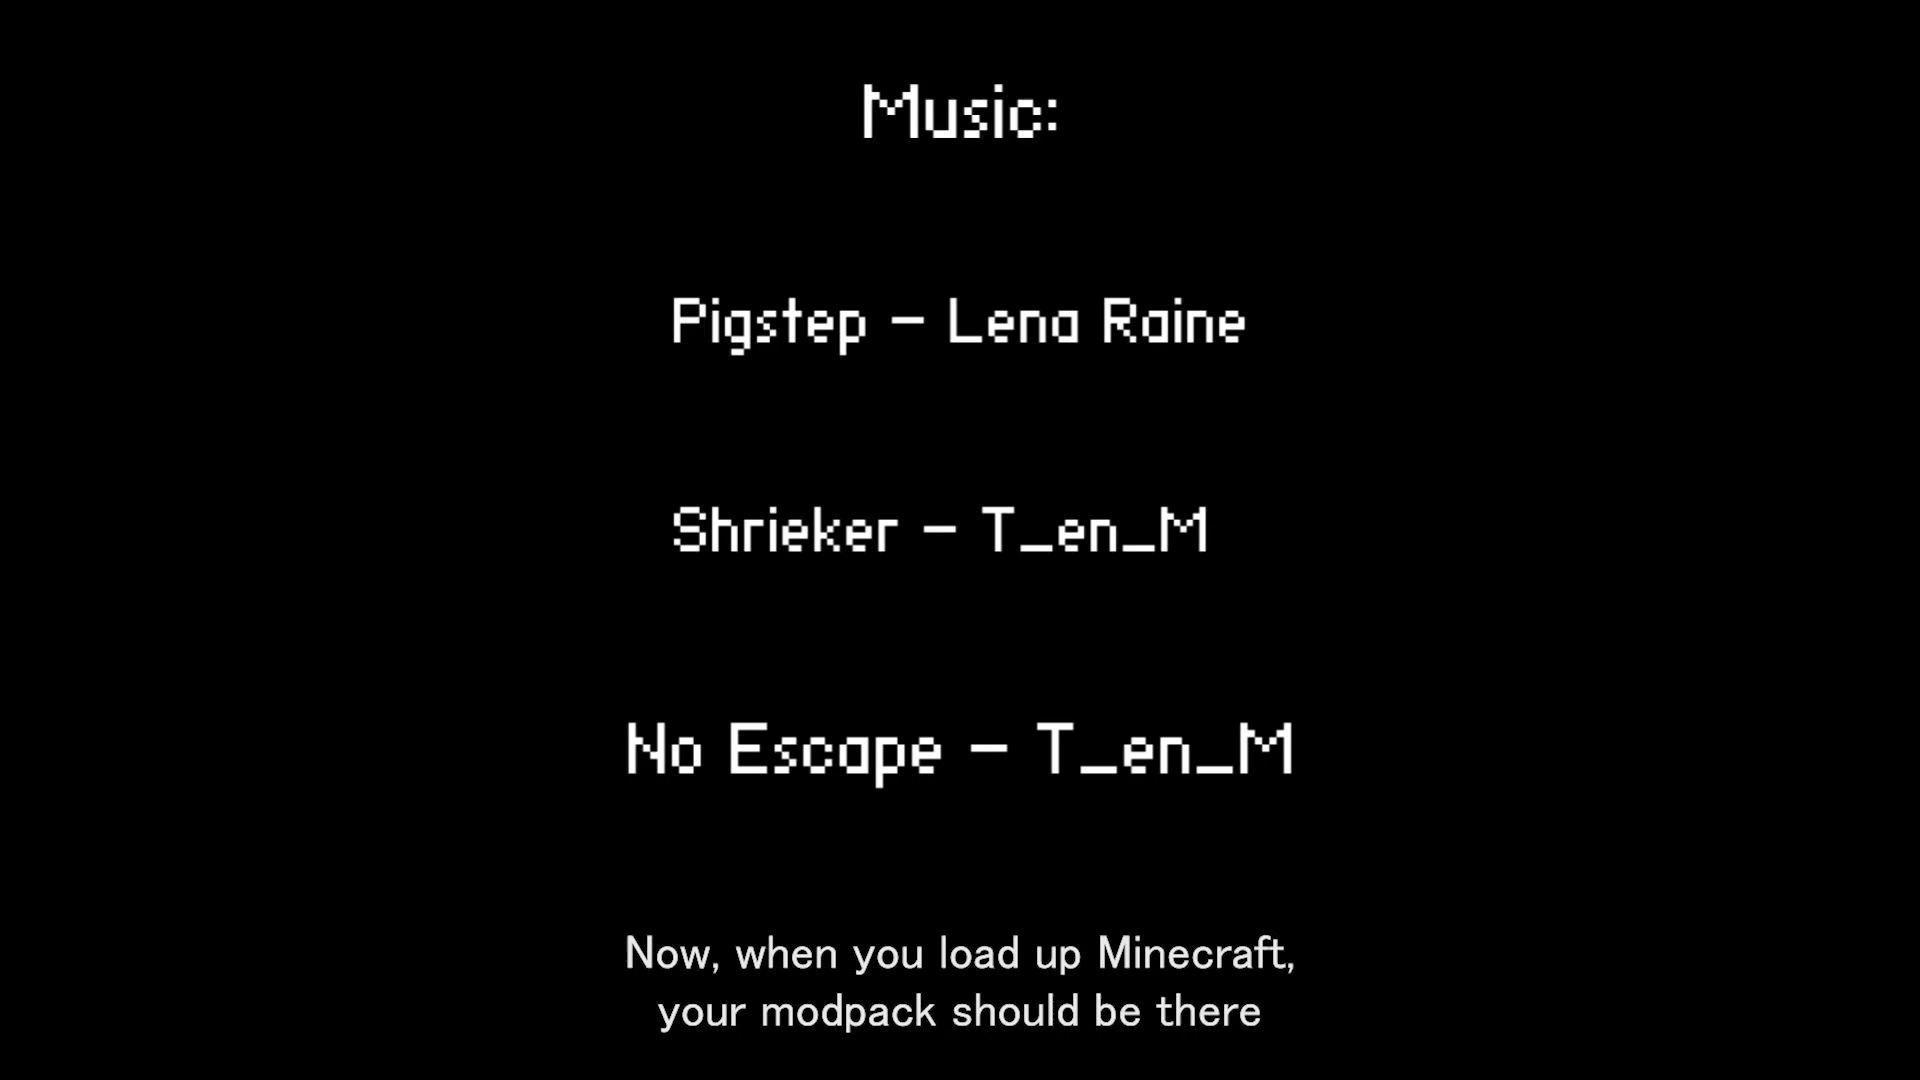 Music:
Pigstep - Lena Raine
Shrieker - T_en_M
No Escape - T_en_M
Now, when you load up Minecraft,
your modpack should be there